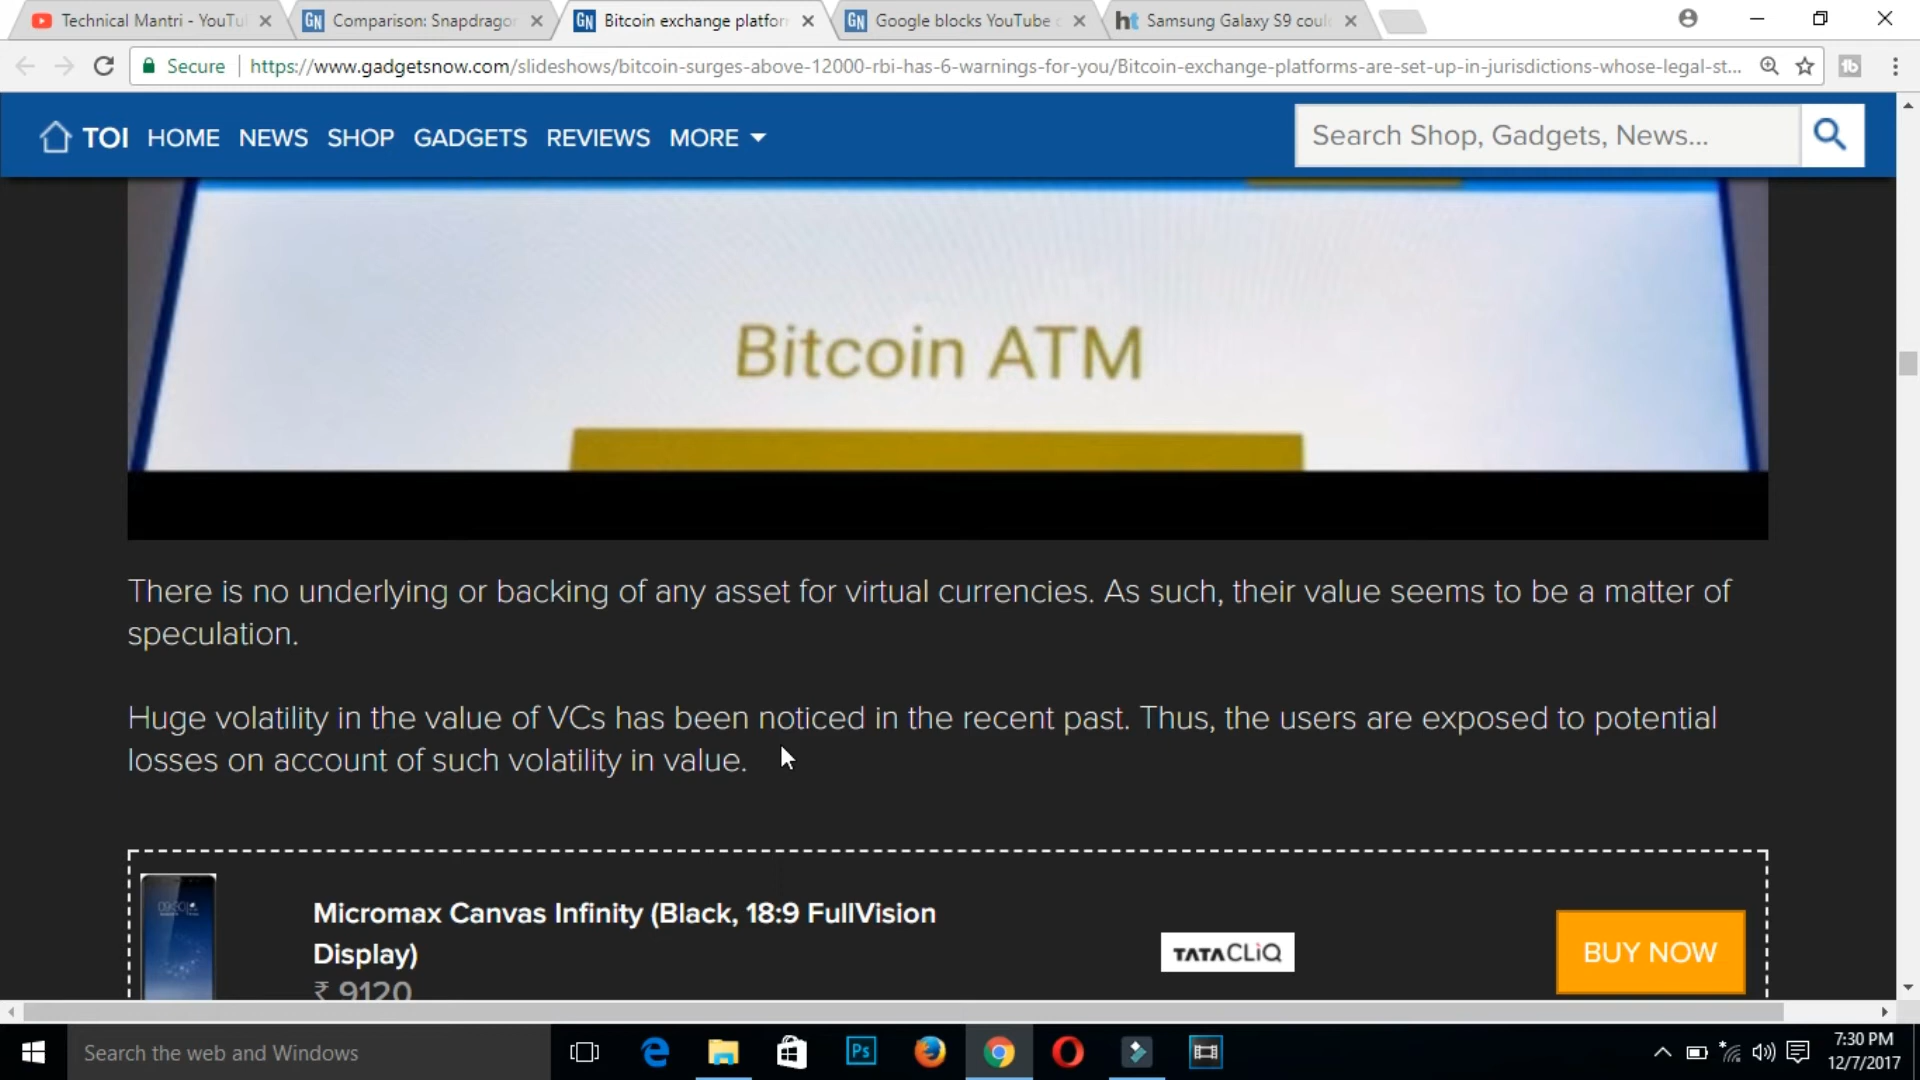 Technical Mantri - YouTu
Comparison: Snapdragor
Bitcoin exchange platfor
Google blocks YouTube
Samsung Galaxy S9 coul
Secure
https://www.gadgetsnow.com/slideshows/bitcoin-surges-above-12000-rbi-has-6-warnings-for-you/Bitcoin-exchange-platforms-are-set-up-in-jurisdictions-whose-legal-st...
TOI HOME NEWS SHOP GADGETS REVIEWS MORE
Search Shop, Gadgets, News...
Bitcoin ATM
There is no underlying or backing of any asset for virtual currencies. As such, their value seems to be a matter of
speculation.
Huge volatility in the value of VCs has been noticed in the recent past. Thus, the users are exposed to potential
losses on account of such volatility in value.
Micromax Canvas Infinity (Black, 18:9 FullVision
Display)
₹ 9120
TATA CLiQ
BUY NOW
Search the web and Windows
Ps
7:30 PM
12/7/2017